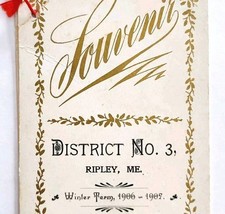 Souvenir
DISTRICT NO. 3,
RIPLEY, ME.
Winter Term, 1906 - 1907.